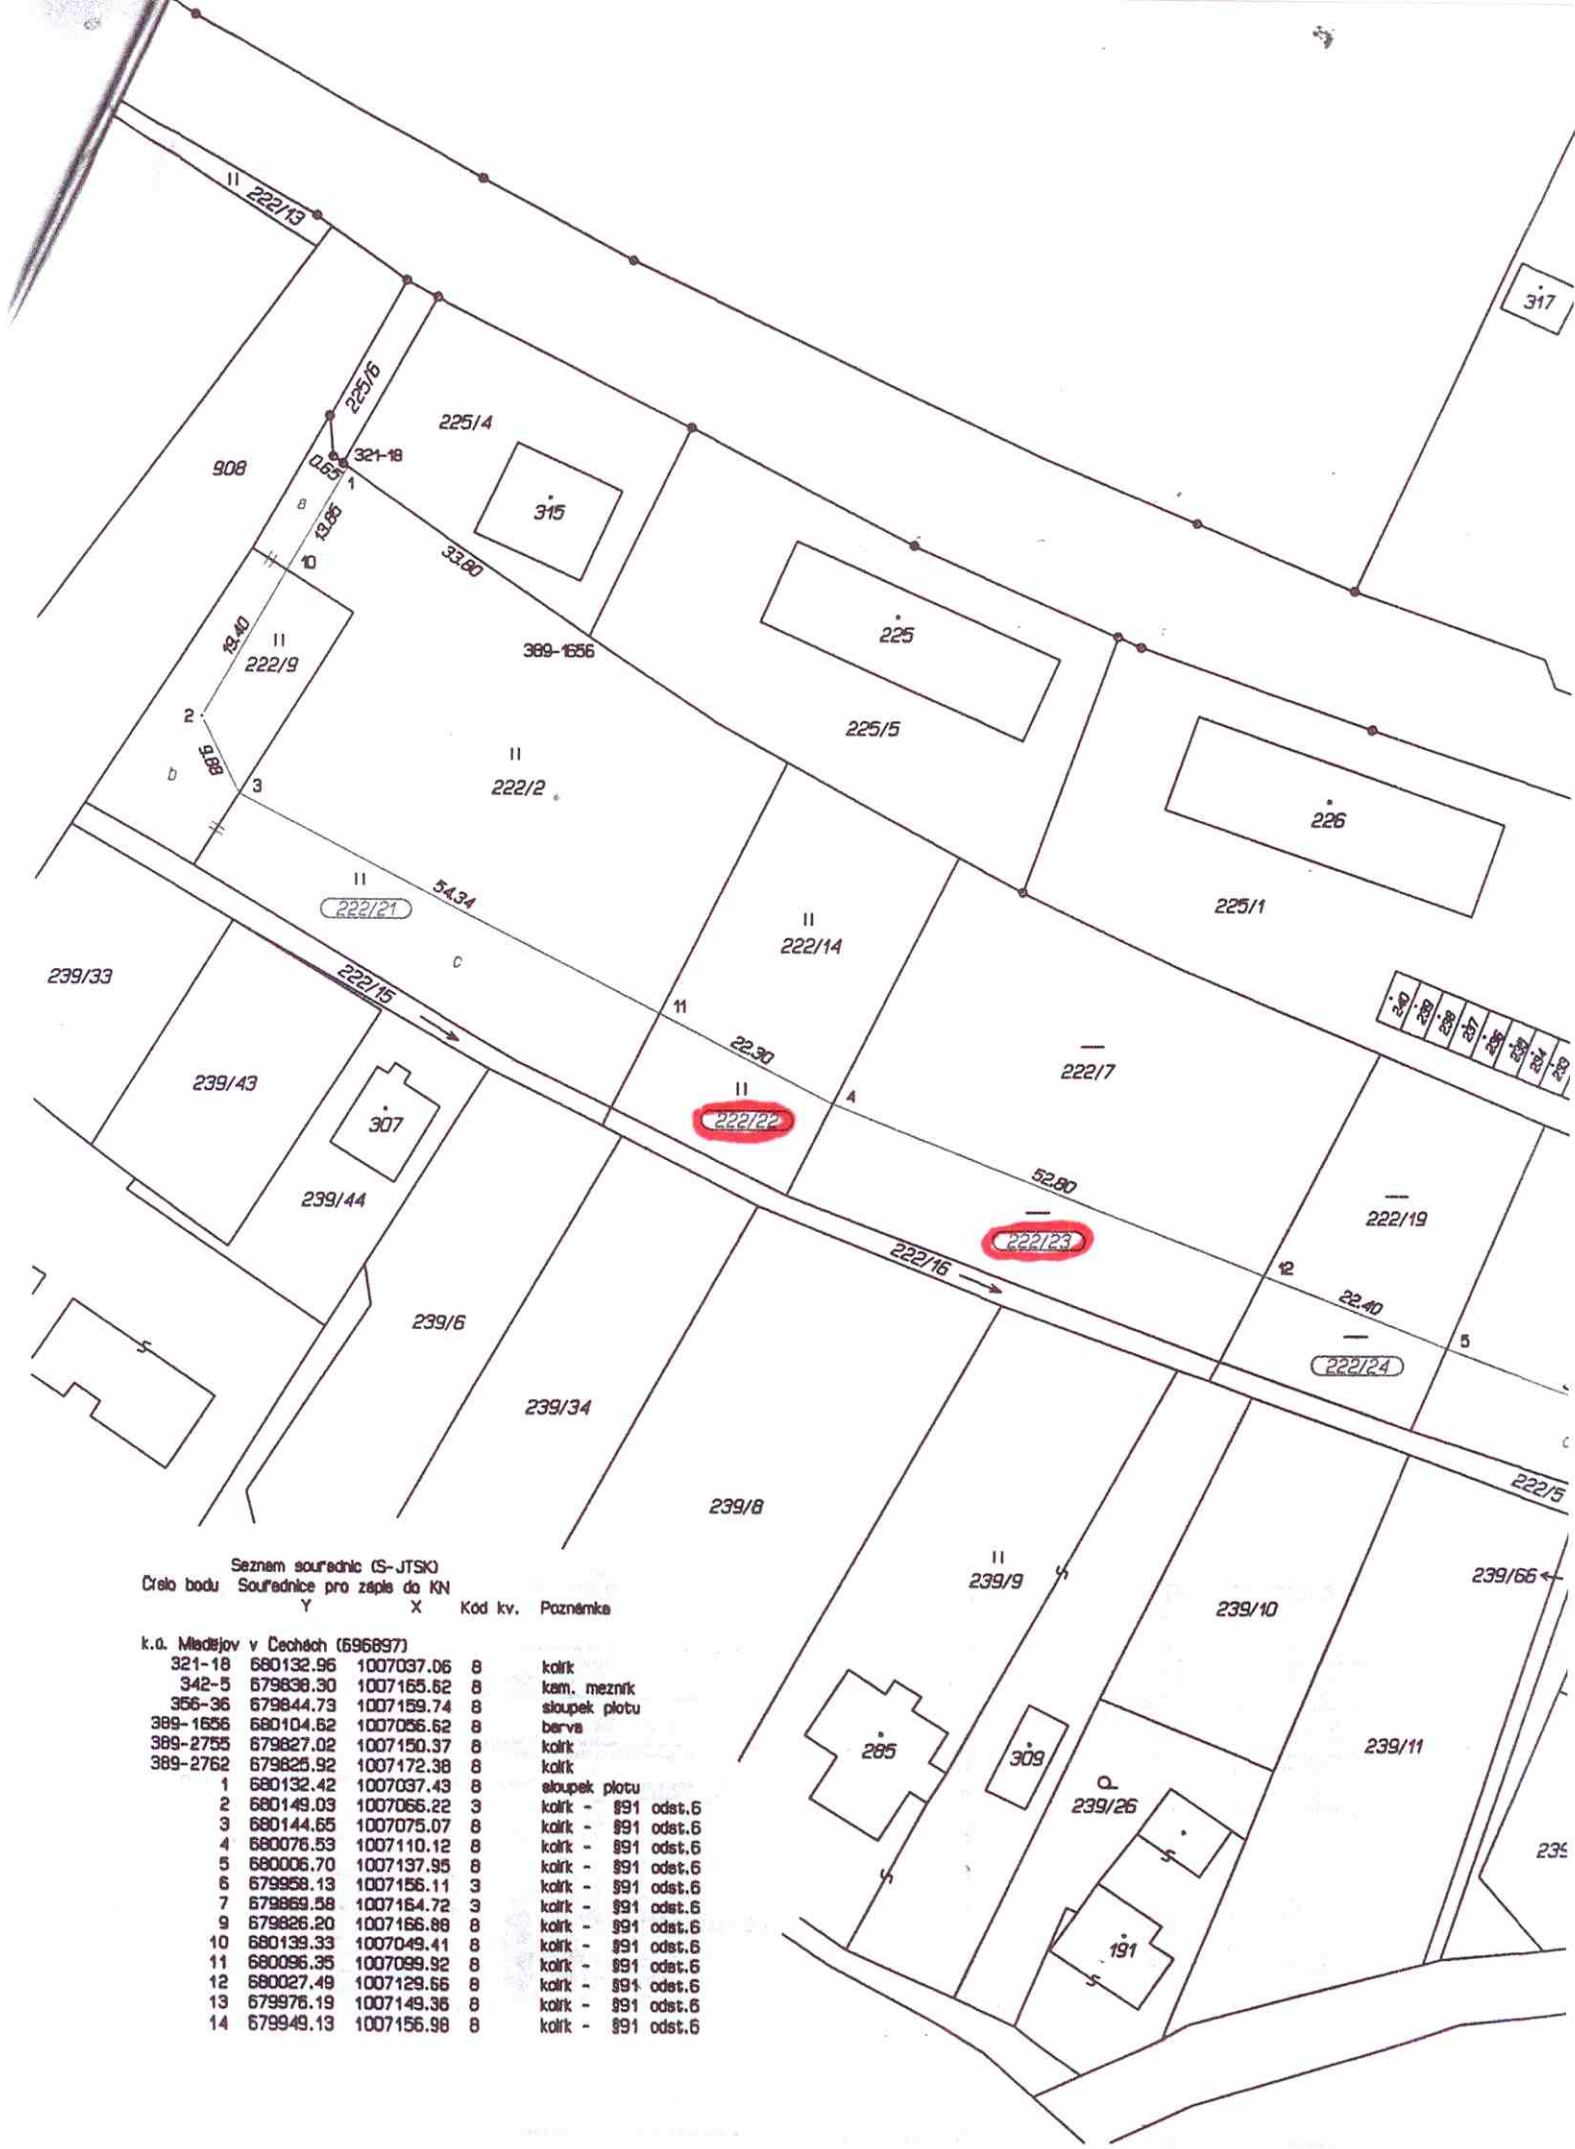 222/13
317
225/6
225/4
321-18
0.65
1
908
315
13.85
33.80
10
225
19.40
222/9
389-1656
2
225/5
9.88
b
3
222/2
226
54.34
222/21
222/14
225/1
c
239/33
222/15
240
239
238
237
236
235
234
233
11
22.30
222/7
239/43
4
222/22
307
52.80
239/44
222/19
222/23
222/16
12
22.40
239/6
5
222/24
239/34
222/5
239/8
239/9
239/66
239/10
285
309
239/11
239/26
191
Seznam souřadnic (S-JTSK)
Číslo bodu Souřadnice pro zápis do KN
Y X Kód kv. Poznámka
k.ú. Mladějov v Čechách (696897)
321-18 680132.96 1007037.06 8 kolík
342-5 679838.30 1007165.62 8 kam. mezník
356-36 679844.73 1007159.74 8 sloupek plotu
389-1656 680104.62 1007056.62 8 barva
389-2755 679827.02 1007150.37 8 kolík
389-2762 679825.92 1007172.38 8 kolík
1 680132.42 1007037.43 8 sloupek plotu
2 680149.03 1007066.22 3 kolík - §91 odst.6
3 680144.65 1007075.07 8 kolík - §91 odst.6
4 680076.53 1007110.12 8 kolík - §91 odst.6
5 680006.70 1007137.95 8 kolík - §91 odst.6
6 679958.13 1007156.11 3 kolík - §91 odst.6
7 679869.58 1007164.72 3 kolík - §91 odst.6
9 679826.20 1007166.88 8 kolík - §91 odst.6
10 680139.33 1007049.41 8 kolík - §91 odst.6
11 680096.35 1007099.92 8 kolík - §91 odst.6
12 680027.49 1007129.66 8 kolík - §91 odst.6
13 679976.19 1007149.36 8 kolík - §91 odst.6
14 679949.13 1007156.98 8 kolík - §91 odst.6